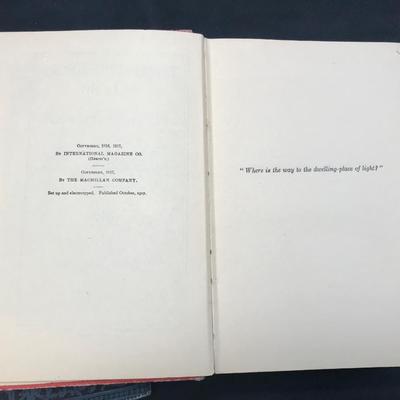 Copyright, 1916, 1917,
By INTERNATIONAL MAGAZINE CO.
(Hearst's)
Copyright, 1917,
By THE MACMILLAN COMPANY.
Set up and electrotyped. Published October, 1917.
"Where is the way to the dwelling-place of light?"